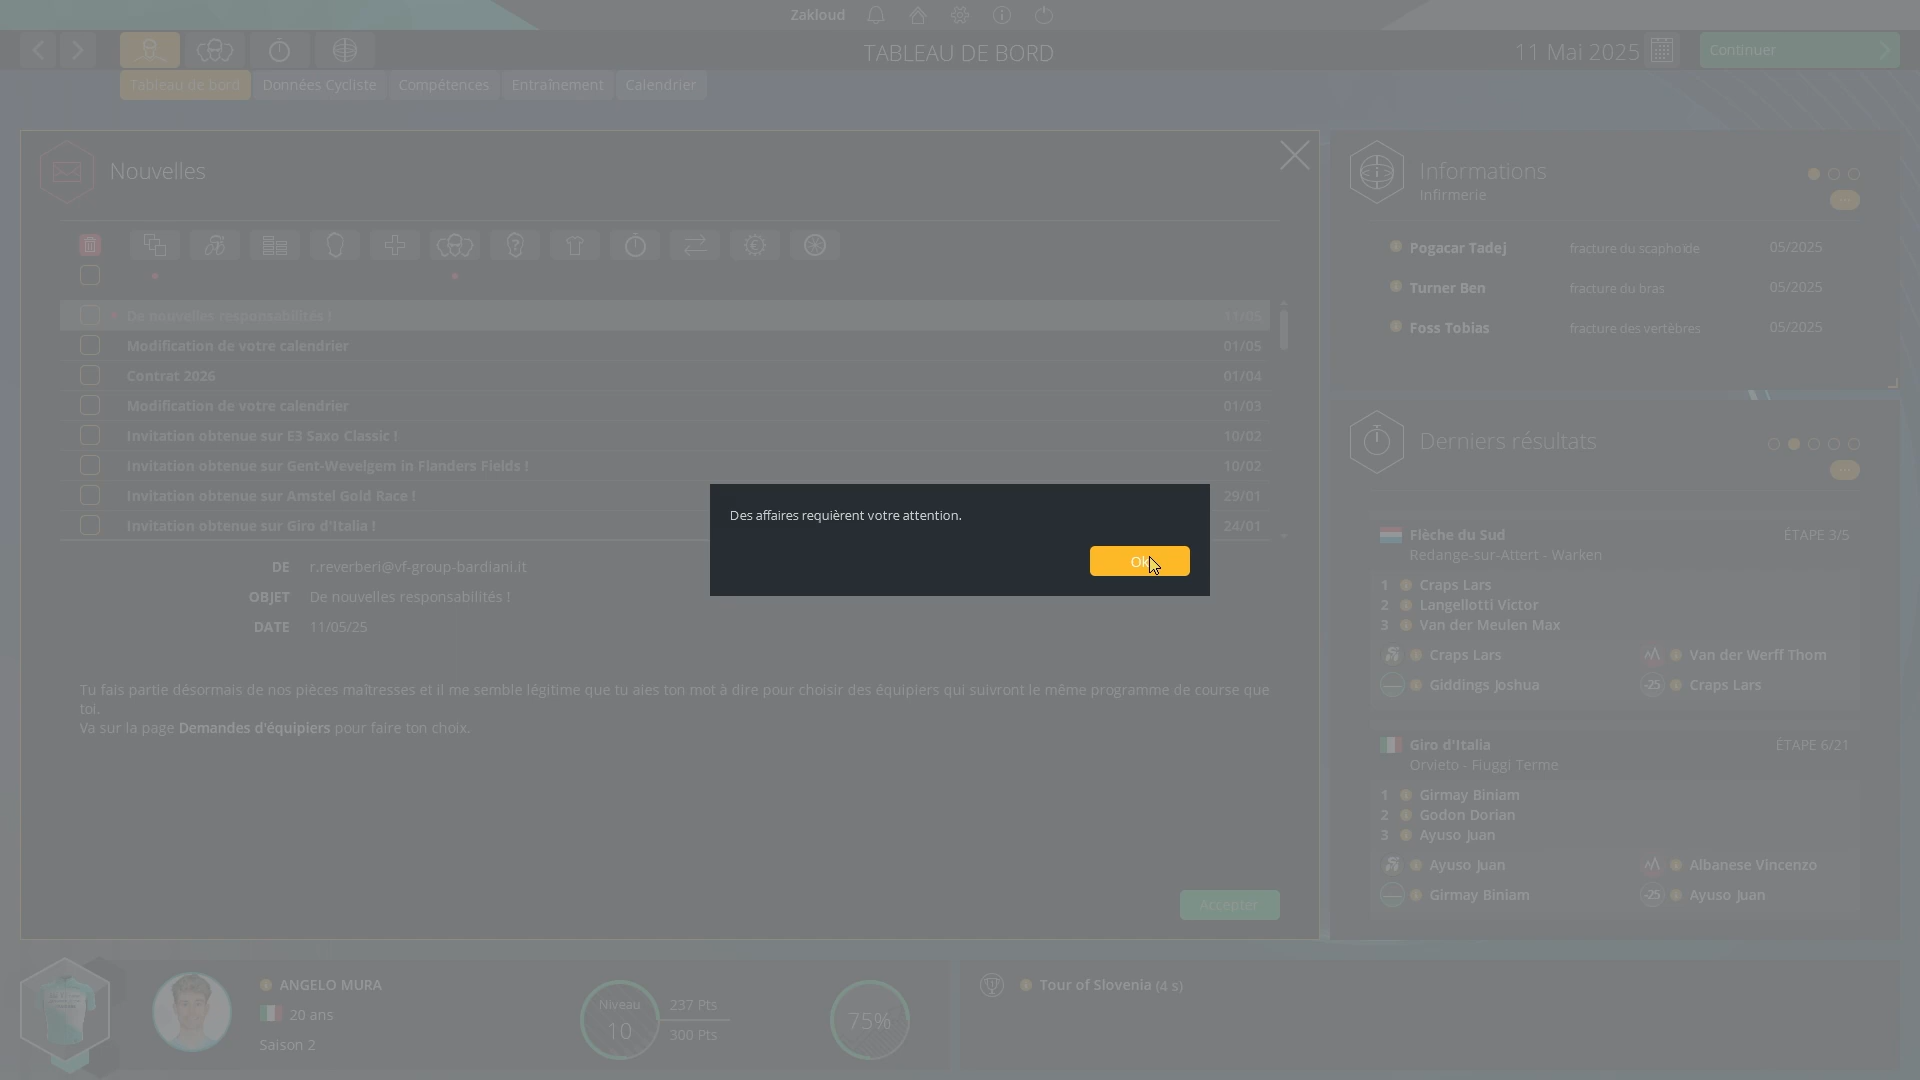 Zakloud
TABLEAU DE BORD
11 Mai 2025
Continuer
Tableau de bord
Données Cycliste
Compétences
Entraînement
Calendrier
Nouvelles
De nouvelles responsabilités ! 11/05
Modification de votre calendrier 01/05
Contrat 2026 01/04
Modification de votre calendrier 01/03
Invitation obtenue sur E3 Saxo Classic ! 10/02
Invitation obtenue sur Gent-Wevelgem in Flanders Fields ! 10/02
Invitation obtenue sur Amstel Gold Race ! 29/01
Invitation obtenue sur Giro d'Italia ! 24/01
Des affaires requièrent votre attention.
Ok
DE r.reverberi@vf-group-bardiani.it
OBJET De nouvelles responsabilités !
DATE 11/05/25
Tu fais partie désormais de nos pièces maîtresses et il me semble légitime que tu aies ton mot à dire pour choisir des équipiers qui suivront le même programme de course que
toi.
Va sur la page Demandes d'équipiers pour faire ton choix.
Accepter
Informations
Infirmerie
Pogacar Tadej fracture du scaphoïde 05/2025
Turner Ben fracture du bras 05/2025
Foss Tobias fracture des vertèbres 05/2025
Derniers résultats
Flèche du Sud ÉTAPE 3/5
Redange-sur-Attert - Warken
1 Craps Lars
2 Langellotti Victor
3 Van der Meulen Max
Craps Lars Van der Werff Thom
Giddings Joshua -25 Craps Lars
Giro d'Italia ÉTAPE 6/21
Orvieto - Fiuggi Terme
1 Girmay Biniam
2 Godon Dorian
3 Ayuso Juan
Ayuso Juan Albanese Vincenzo
Girmay Biniam -25 Ayuso Juan
ANGELO MURA
20 ans
Saison 2
Niveau
10
237 Pts
300 Pts
75%
Tour of Slovenia (4 s)